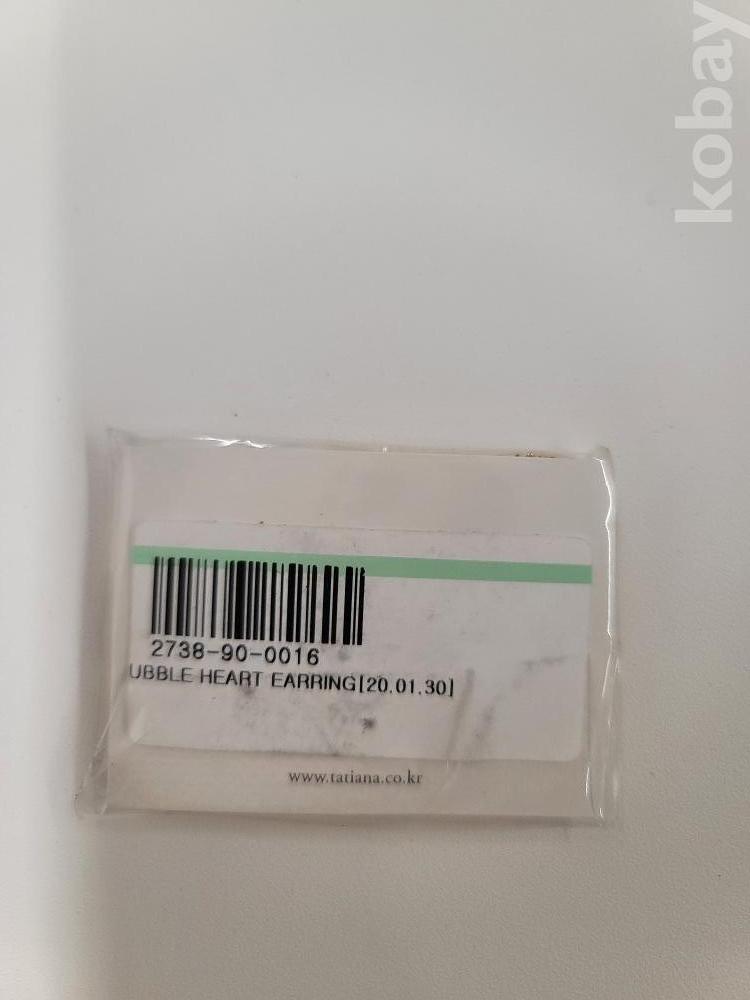 kobay
2738-90-0016
UBBLE HEART EARRING[20.01.30]
www.tatiana.co.kr